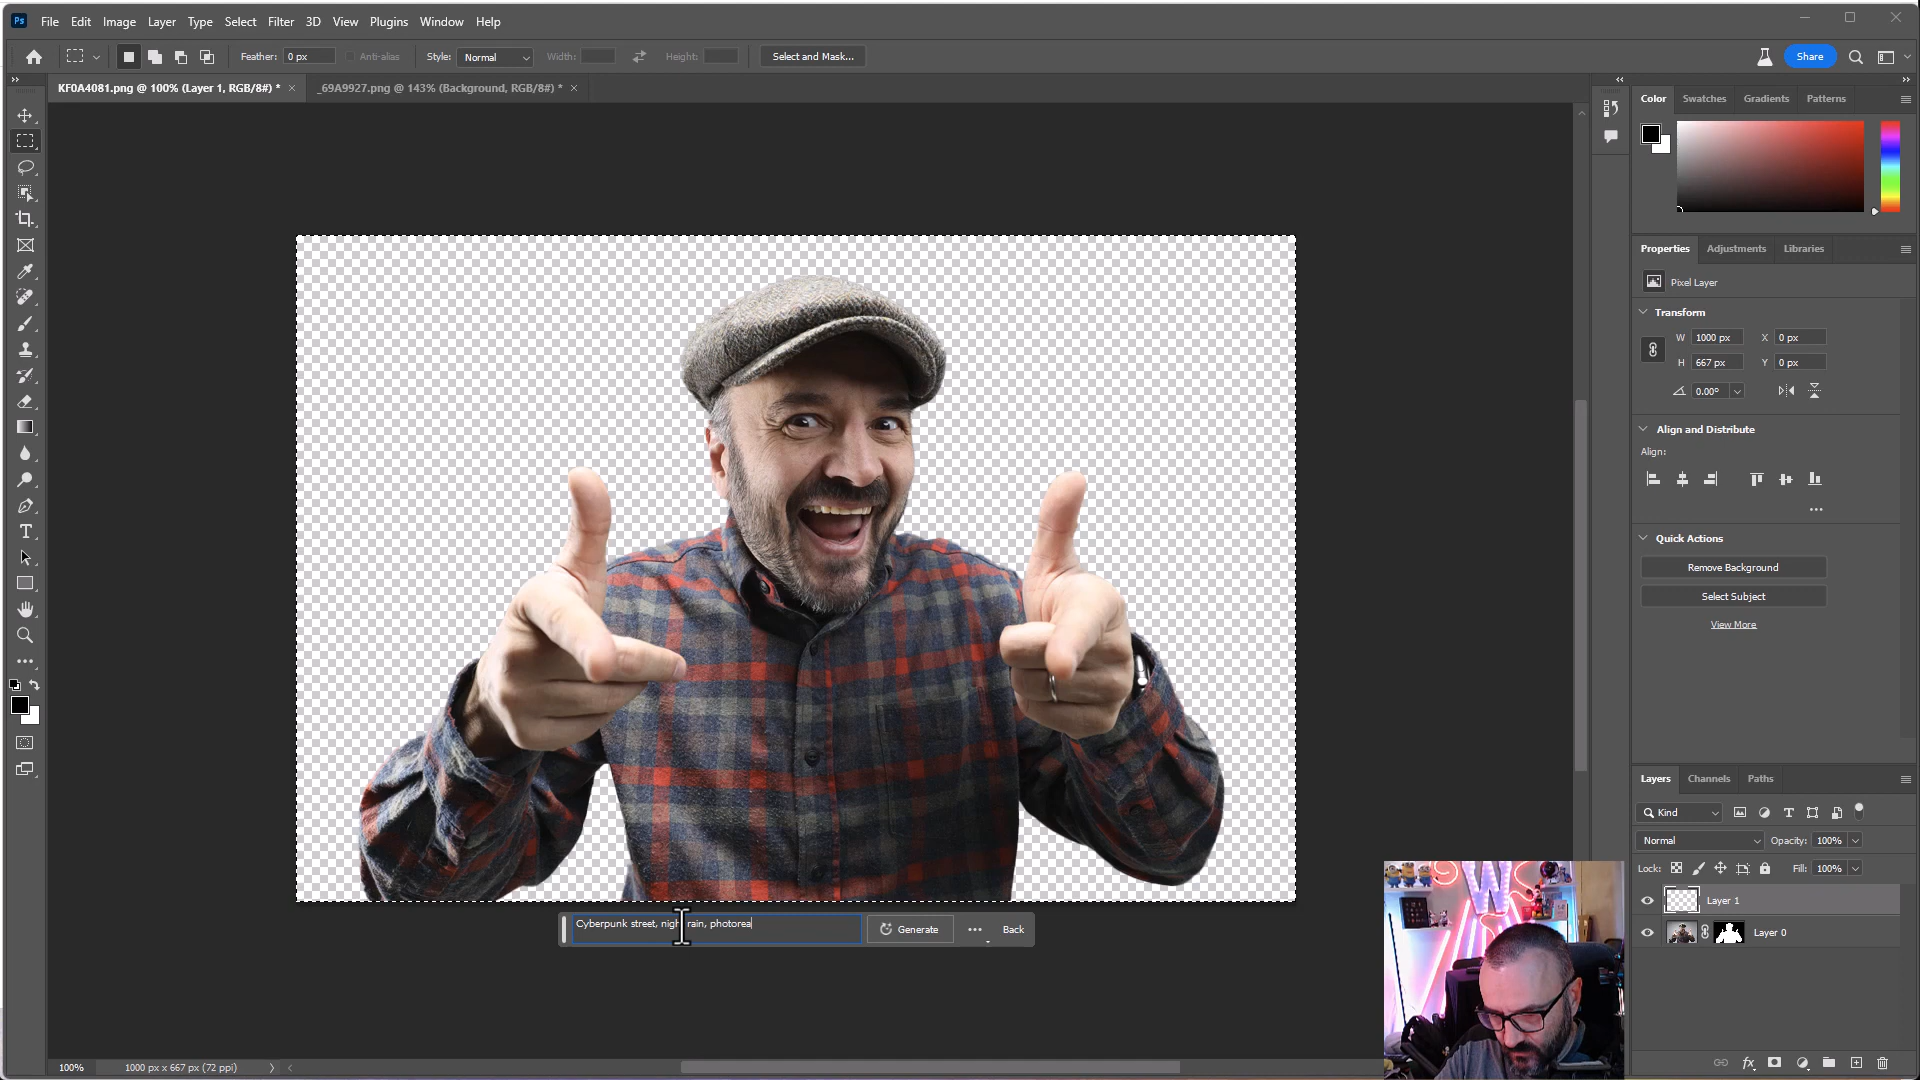 Ps File Edit Image Layer Type Select Filter 3D View Plugins Window Help
Feather: 0 px Anti-alias Style: Normal Width: Height: Select and Mask... Share
KF0A4081.png @ 100% (Layer 1, RGB/8#) * × _69A9927.png @ 143% (Background, RGB/8#) * ×
Color Swatches Gradients Patterns
Properties Adjustments Libraries
Pixel Layer
Transform
W 1000 px X 0 px
H 667 px Y 0 px
0.00°
Align and Distribute
Align:
Quick Actions
Remove Background
Select Subject
View More
Layers Channels Paths
Kind
Normal Opacity: 100%
Lock: Fill: 100%
Layer 1
Layer 0
Cyberpunk street, night rain, photorea
Generate
Back
W
100% 1000 px x 667 px (72 ppi)
fx